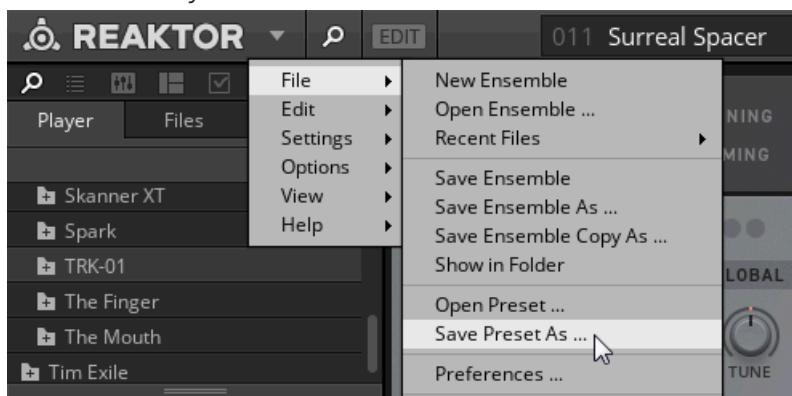 REAKTOR EDIT 011 Surreal Spacer
Player Files
Skanner XT
Spark
TRK-01
The Finger
The Mouth
Tim Exile
File
Edit
Settings
Options
View
Help
New Ensemble
Open Ensemble ...
Recent Files
Save Ensemble
Save Ensemble As ...
Save Ensemble Copy As ...
Show in Folder
Open Preset ...
Save Preset As ...
Preferences ...
NING
MING
LOBAL
TUNE